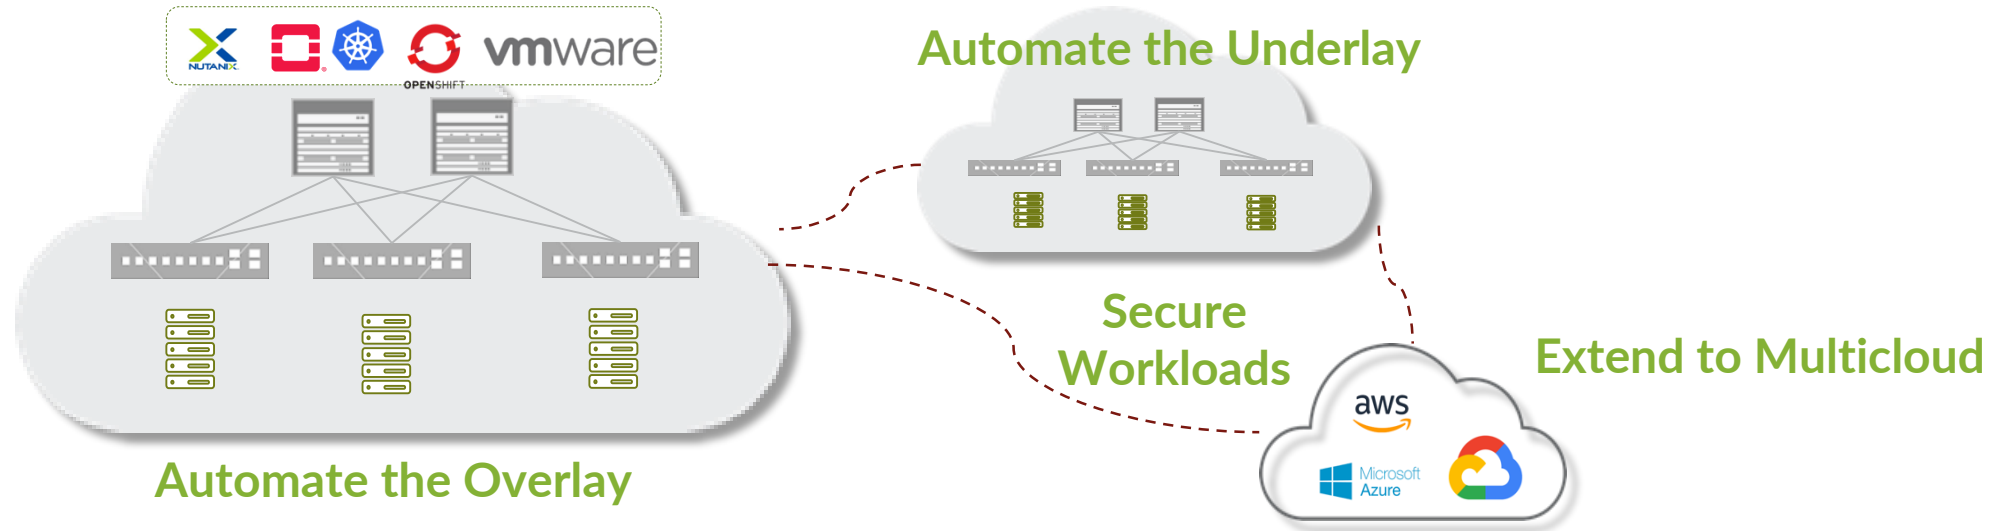 NUTANIX
OPENSHIFT
vmware
Automate the Underlay
Secure
Workloads
Extend to Multicloud
aws
Microsoft
Azure
Automate the Overlay